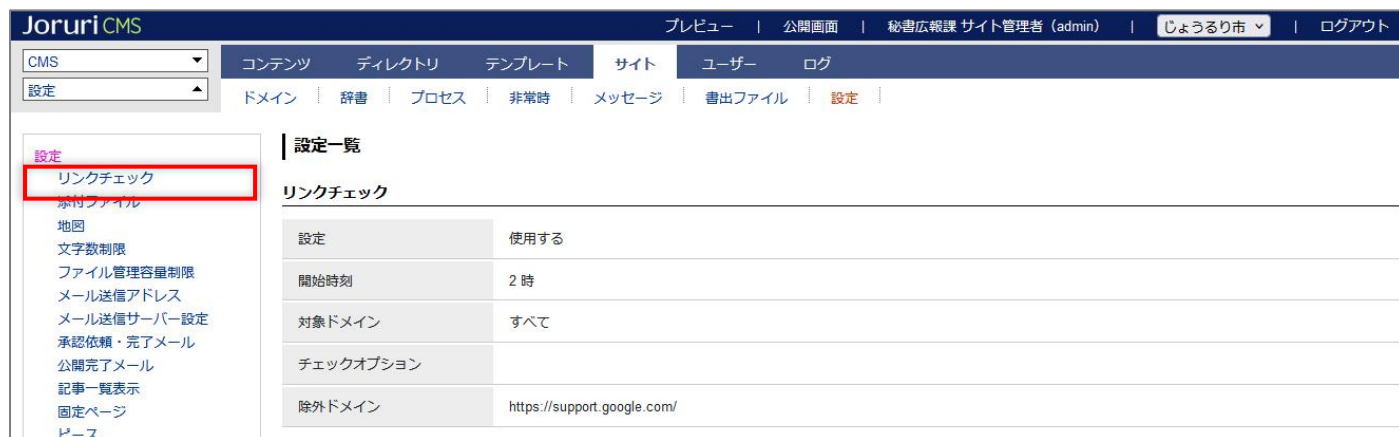 Joruri CMS
プレビュー | 公開画面 | 秘書広報課 サイト管理者（admin） | じょうるり市 | ログアウト
CMS
コンテンツ ディレクトリ テンプレート サイト ユーザー ログ
設定
ドメイン 辞書 プロセス 非常時 メッセージ 書出ファイル 設定
設定
リンクチェック
添付ファイル
地図
文字数制限
ファイル管理容量制限
メール送信アドレス
メール送信サーバー設定
承認依頼・完了メール
公開完了メール
記事一覧表示
固定ページ
ピース
設定一覧
リンクチェック
設定 使用する
開始時刻 2 時
対象ドメイン すべて
チェックオプション
除外ドメイン https://support.google.com/